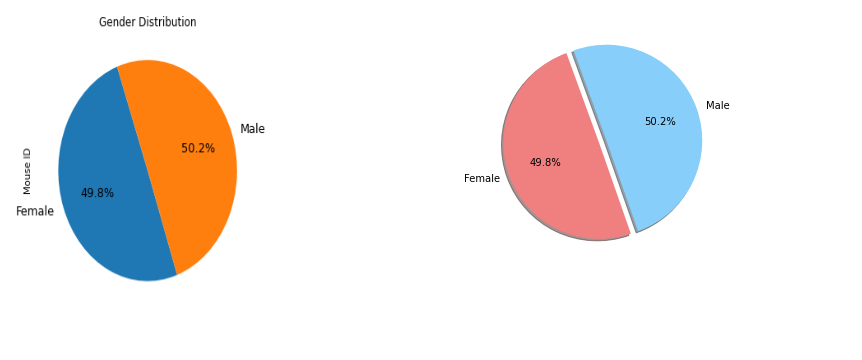 Gender Distribution
Male
50.2%
Mouse ID
49.8%
Female
Male
50.2%
49.8%
Female